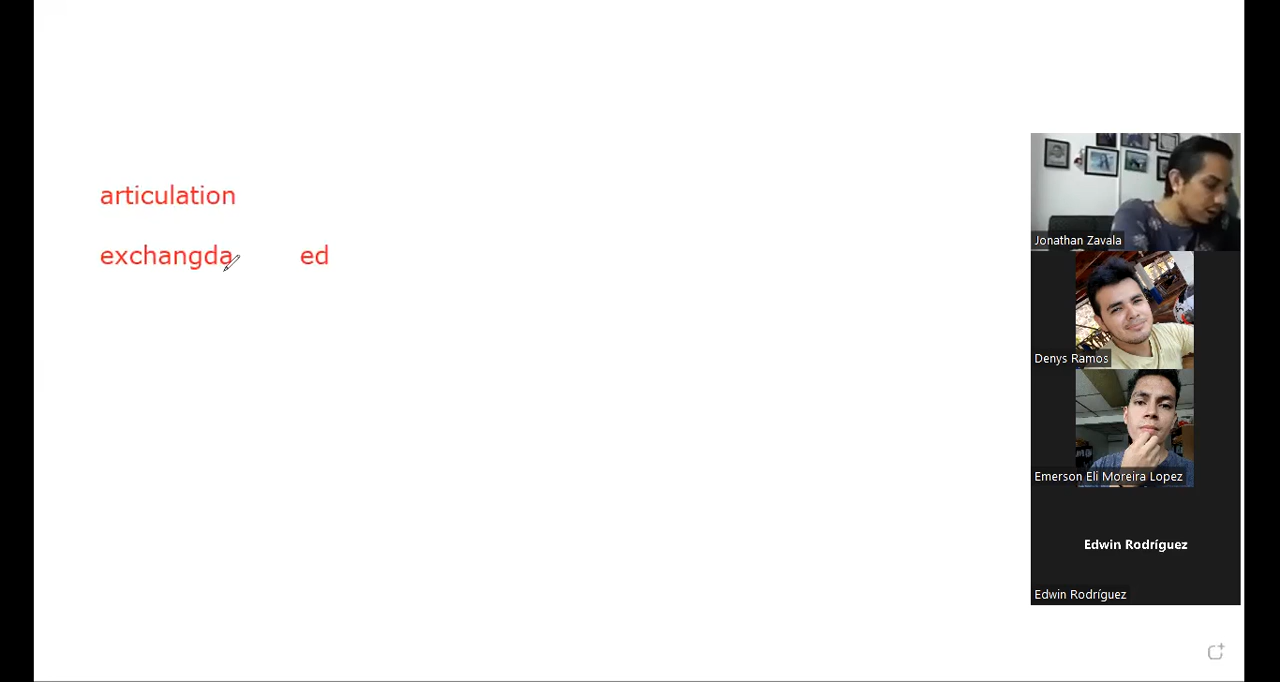 articulation
exchangda ed
Jonathan Zavala
Denys Ramos
Emerson Eli Moreira Lopez
Edwin Rodríguez
Edwin Rodríguez